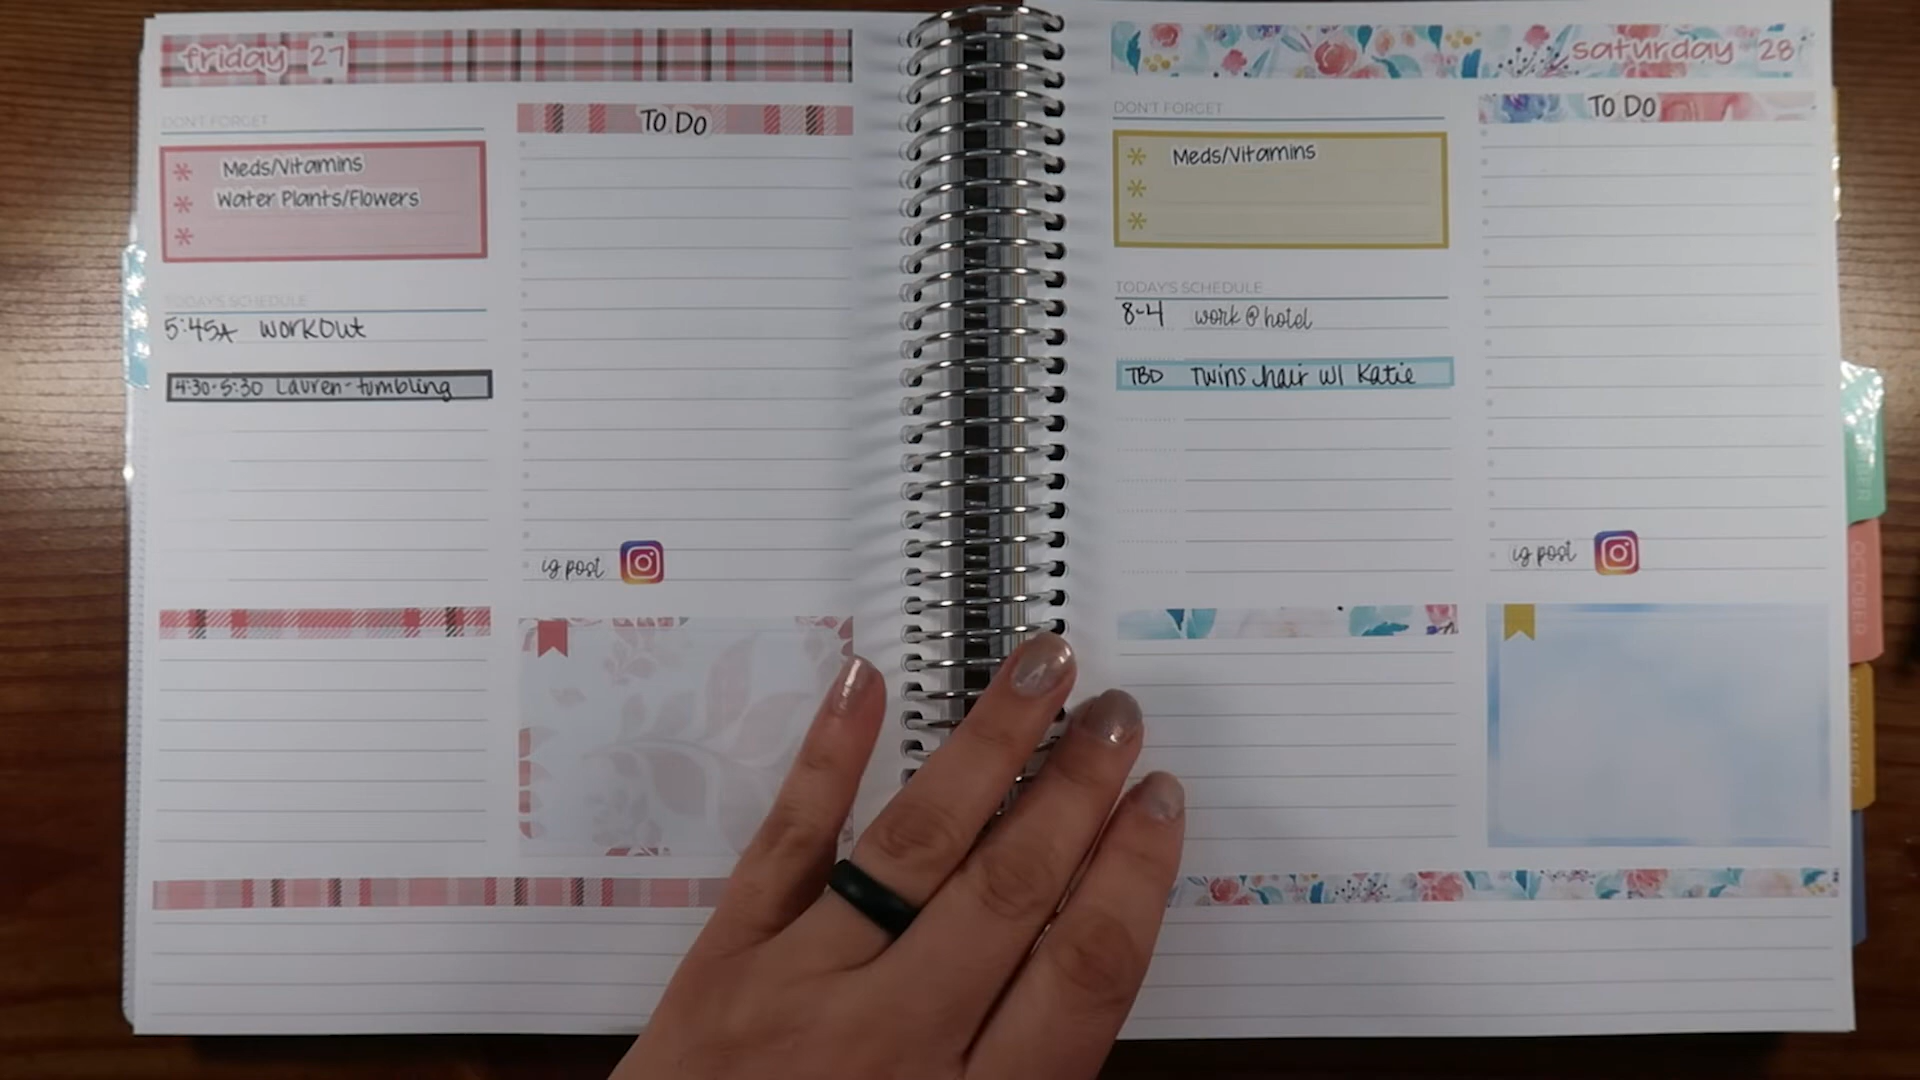 friday 27
DON'T FORGET
Meds/Vitamins
Water Plants/Flowers
TODAY'S SCHEDULE
5:45A workout
4:30-5:30 Lauren-tumbling
TO DO
ig post
saturday 28
DON'T FORGET
Meds/Vitamins
TODAY'S SCHEDULE
8-4 work @ hotel
TBD Twins hair w/ Katie
TO DO
ig post
OCTOBER